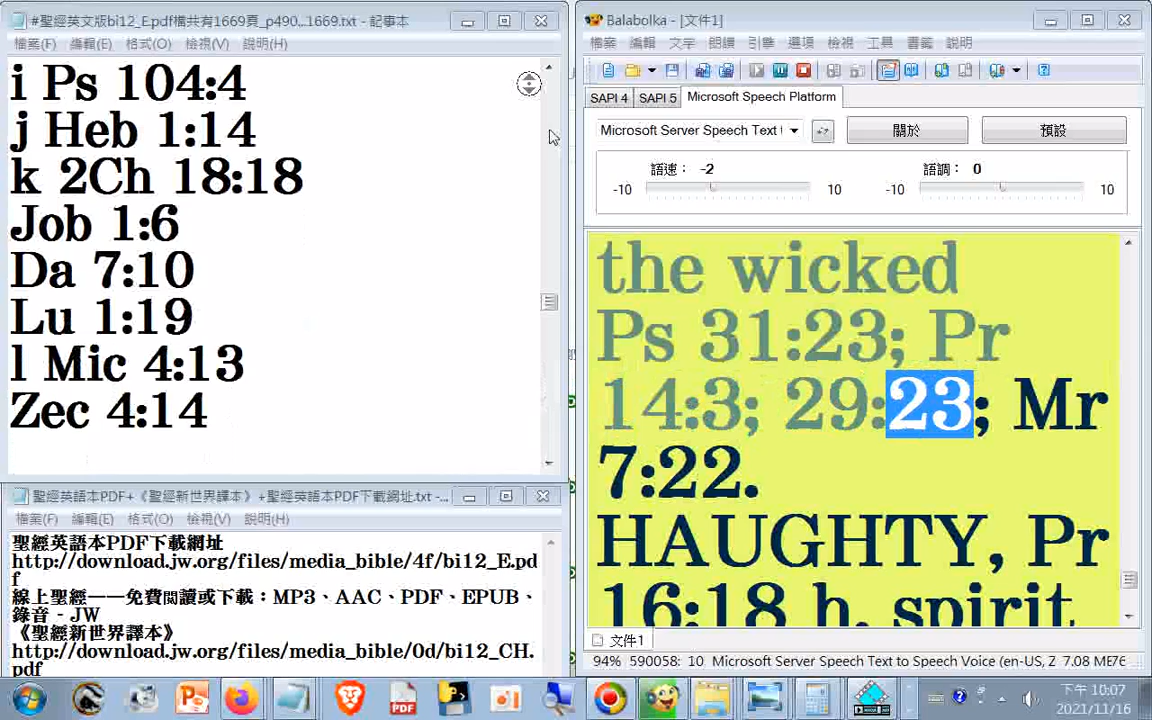 #聖經英文版bi12_E.pdf檔共有1669頁_p490...1669.txt - 記事本
檔案(F) 編輯(E) 格式(O) 檢視(V) 說明(H)
i Ps 104:4
j Heb 1:14
k 2Ch 18:18
Job 1:6
Da 7:10
Lu 1:19
l Mic 4:13
Zec 4:14
聖經英語本PDF+《聖經新世界譯本》+聖經英語本PDF下載網址.txt -...
檔案(F) 編輯(E) 格式(O) 檢視(V) 說明(H)
聖經英語本PDF下載網址
http://download.jw.org/files/media_bible/4f/bi12_E.pd
f
線上聖經——免費閱讀或下載：MP3、AAC、PDF、EPUB、
錄音 - JW
《聖經新世界譯本》
http://download.jw.org/files/media_bible/0d/bi12_CH.
pdf
Balabolka - [文件1]
檔案 編輯 文字 朗讀 引擎 選項 檢視 工具 書籤 說明
SAPI 4 SAPI 5 Microsoft Speech Platform
Microsoft Server Speech Text 關於 預設
語速： -2 語調： 0
-10 10 -10 10
the wicked
Ps 31:23; Pr
14:3; 29:23; Mr
7:22.
HAUGHTY, Pr
16:18 h. spirit
文件1
94% 590058: 10 Microsoft Server Speech Text to Speech Voice (en-US, Z 7.08 МБ
PDF
下午 10:07
2021/11/16